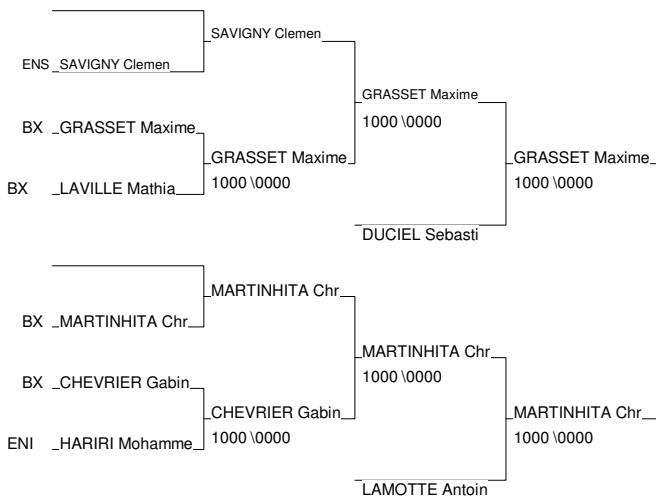 SAVIGNY Clemen
ENS SAVIGNY Clemen
GRASSET Maxime
1000 \0000
BX GRASSET Maxime
GRASSET Maxime
1000 \0000
GRASSET Maxime
1000 \0000
BX LAVILLE Mathia
DUCIEL Sebasti
MARTINHITA Chr
BX MARTINHITA Chr
MARTINHITA Chr
1000 \0000
BX CHEVRIER Gabin
CHEVRIER Gabin
1000 \0000
MARTINHITA Chr
1000 \0000
ENI HARIRI Mohamme
LAMOTTE Antoin